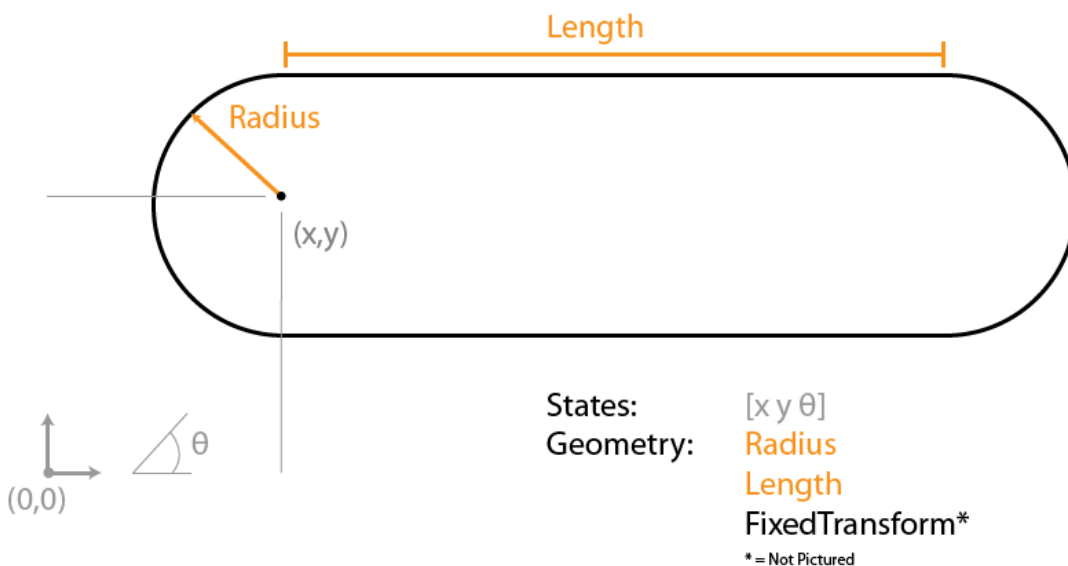 Length
Radius
(x,y)
θ
(0,0)
States: [x y θ]
Geometry: Radius
Length
FixedTransform*
* = Not Pictured